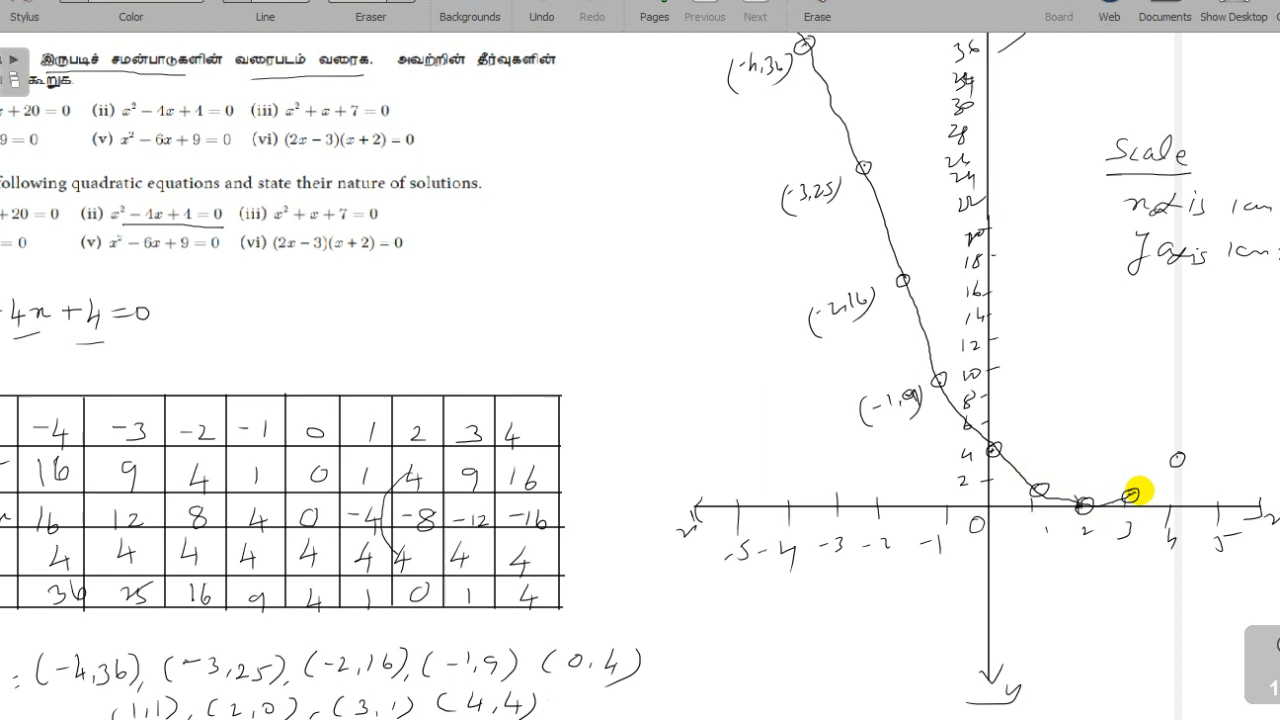 Stylus Color Line Eraser Backgrounds Undo Redo Pages Previous Next Erase Board Web Documents Show Desktop
இருபடிச் சமன்பாடுகளின் வரைபடம் வரைக. அவற்றின் தீர்வுகளின்
கூறுக
+ 20 = 0 (ii) x² − 4x + 4 = 0 (iii) x² + x + 7 = 0
9 = 0 (v) x² − 6x + 9 = 0 (vi) (2x − 3)(x + 2) = 0
following quadratic equations and state their nature of solutions.
+ 20 = 0 (ii) x² − 4x + 4 = 0 (iii) x² + x + 7 = 0
= 0 (v) x² − 6x + 9 = 0 (vi) (2x − 3)(x + 2) = 0
4x + 4 = 0
-4 -3 -2 -1 0 1 2 3 4
16 9 4 1 0 1 4 9 16
16 12 8 4 0 -4 -8 -12 -16
4 4 4 4 4 4 4 4 4
36 25 16 9 4 1 0 1 4
= (-4,36), (-3,25), (-2,16), (-1,9) (0,4)
(1,1), (2,0), (3,1) (4,4)
(-4,36)
(-3,25)
(-2,16)
(-1,9)
36
34
30
28
26
24
22
20
18
16
14
12
10
8
6
4
2
0
-5 -4 -3 -2 -1 1 2 3 4 5
y
Scale
x axis 1cm
y axis 1cm